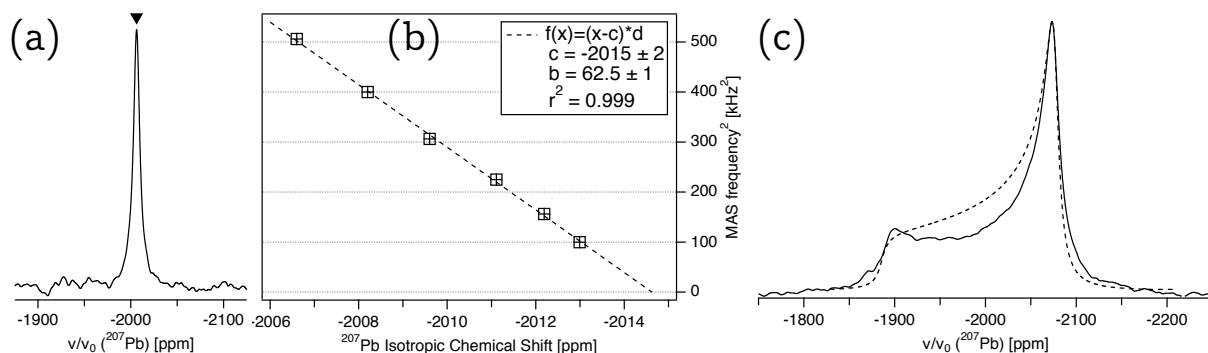 (a)
-1900
-2000
-2100
ν/ν₀ (²⁰⁷Pb) [ppm]
(b)
f(x)=(x-c)*d
c = -2015 ± 2
b = 62.5 ± 1
r² = 0.999
500
400
300
200
100
0
MAS frequency² [kHz²]
-2006
-2008
-2010
-2012
-2014
²⁰⁷Pb Isotropic Chemical Shift [ppm]
(c)
-1800
-1900
-2000
-2100
-2200
ν/ν₀ (²⁰⁷Pb) [ppm]